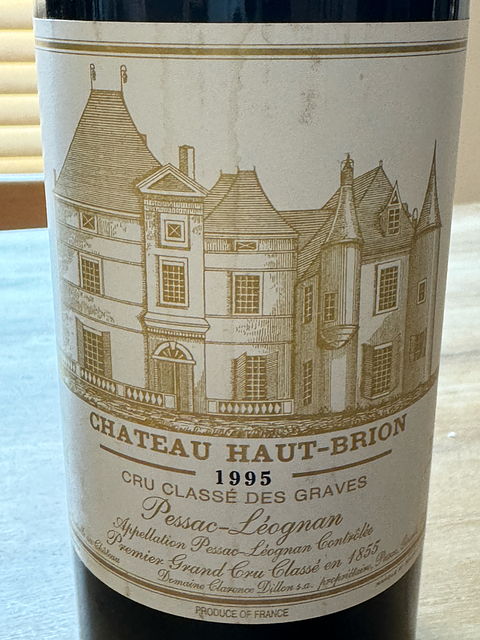 CHATEAU HAUT-BRION
1995
CRU CLASSÉ DES GRAVES
Pessac-Léognan
Appellation Pessac-Léognan Contrôlée
Premier Grand Cru Classé en 1855
Domaine Clarence Dillon s.a. propriétaire,
PRODUCE OF FRANCE